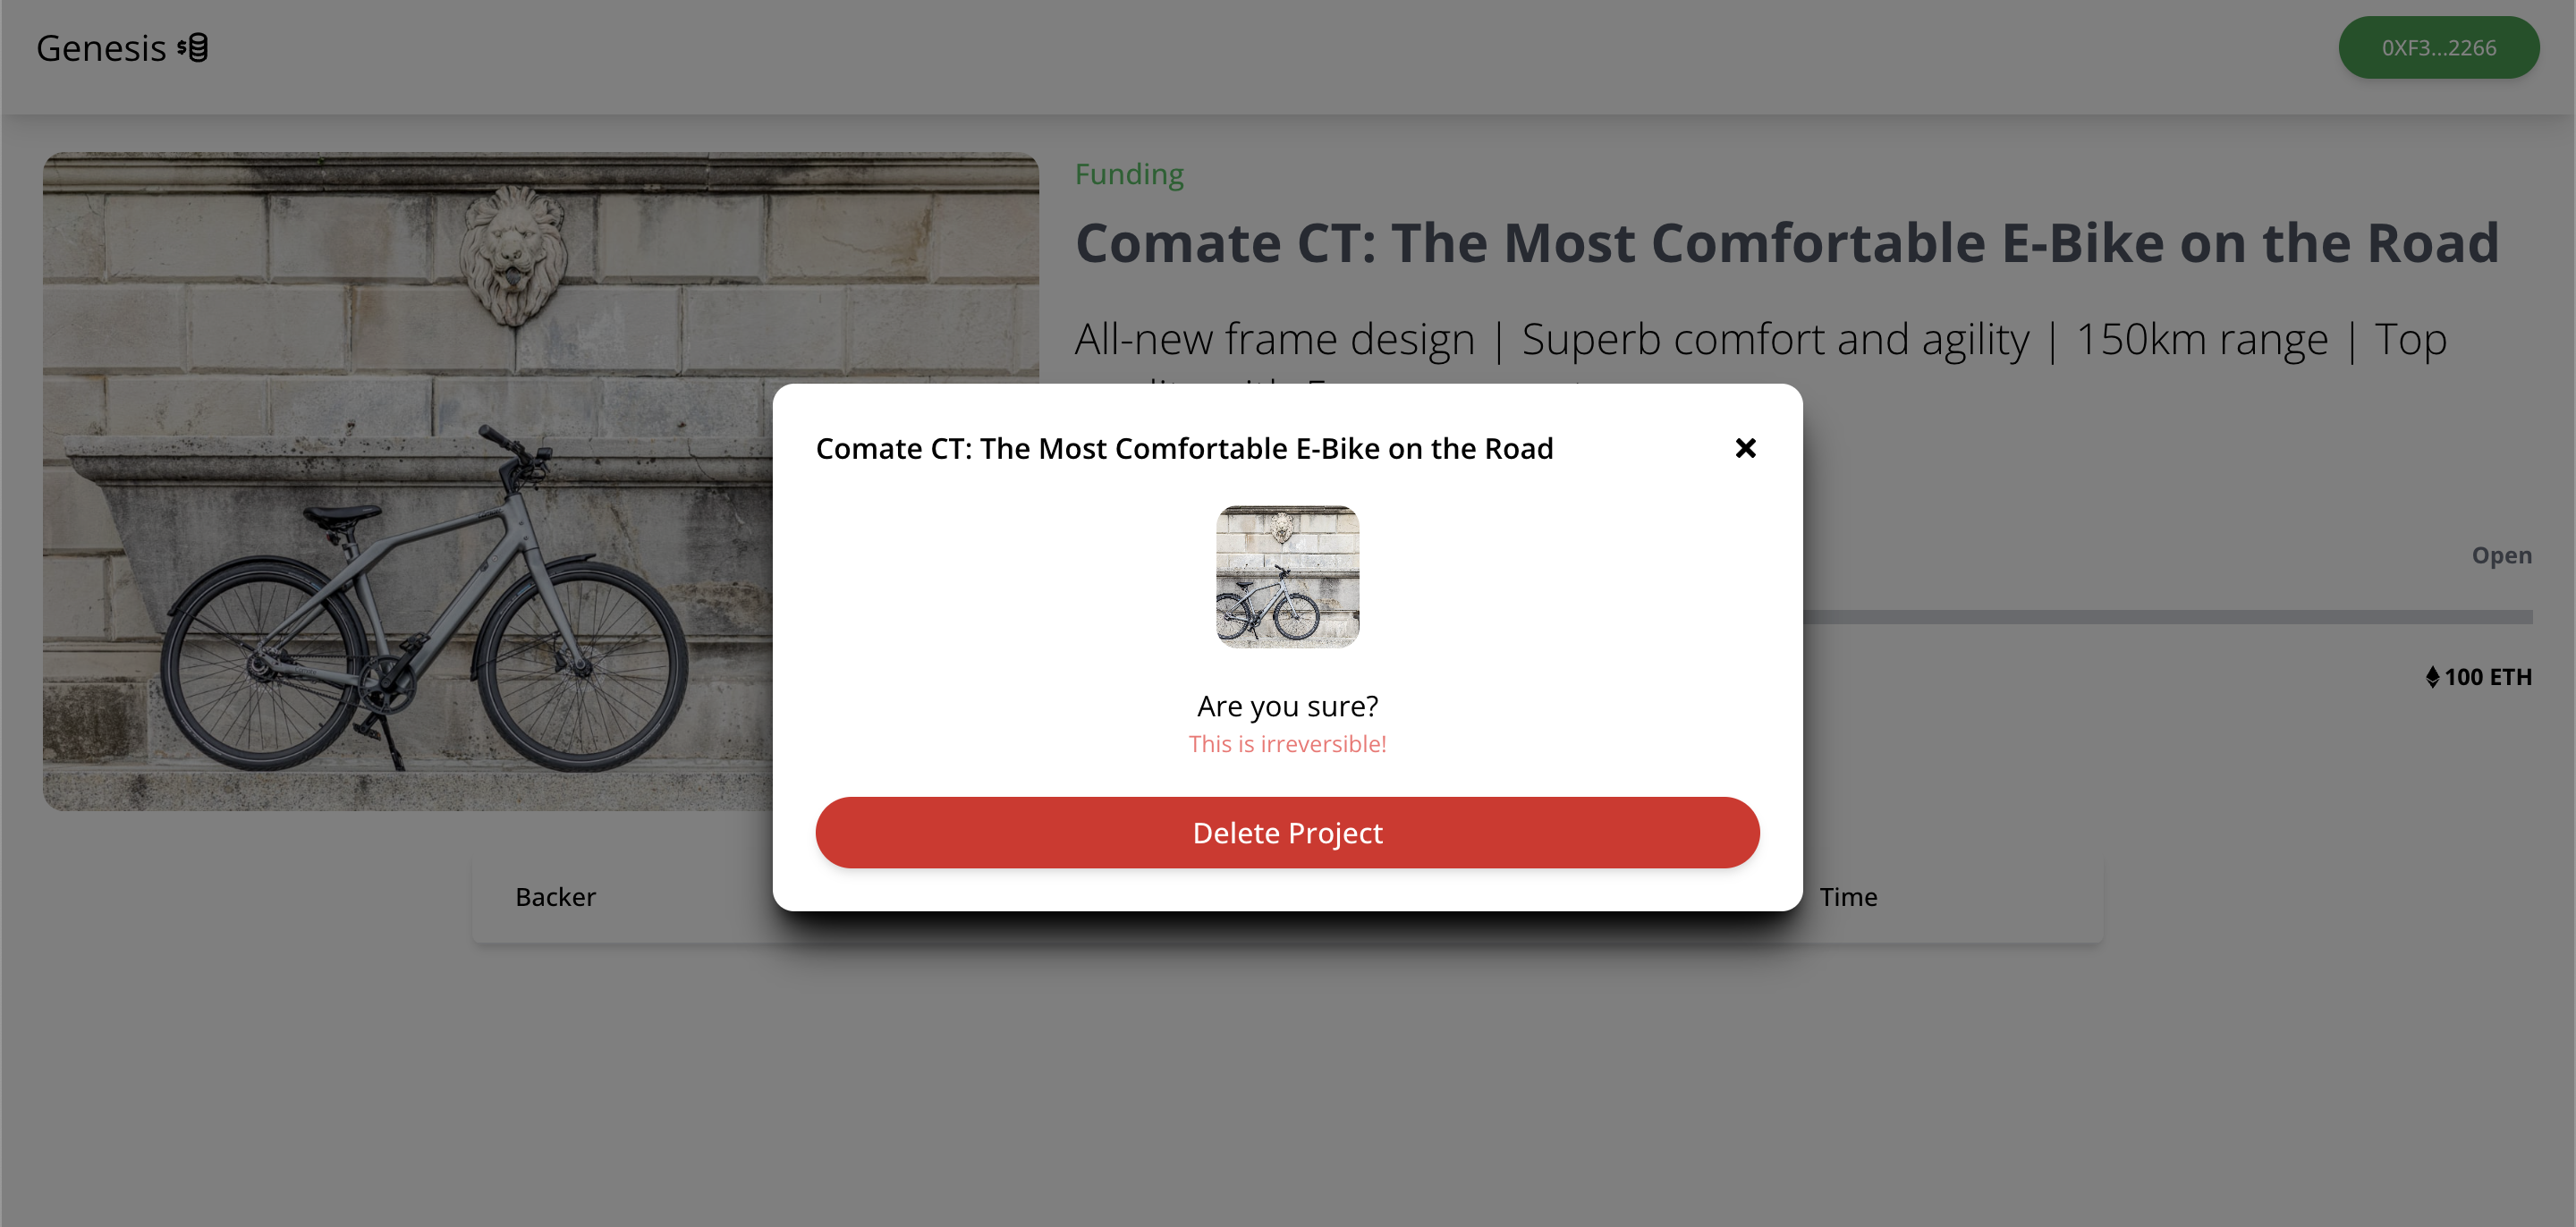 Genesis
0XF3...2266
Funding
Comate CT: The Most Comfortable E-Bike on the Road
All-new frame design | Superb comfort and agility | 150km range | Top
Comate CT: The Most Comfortable E-Bike on the Road
Open
100 ETH
Are you sure?
This is irreversible!
Delete Project
Backer
Time